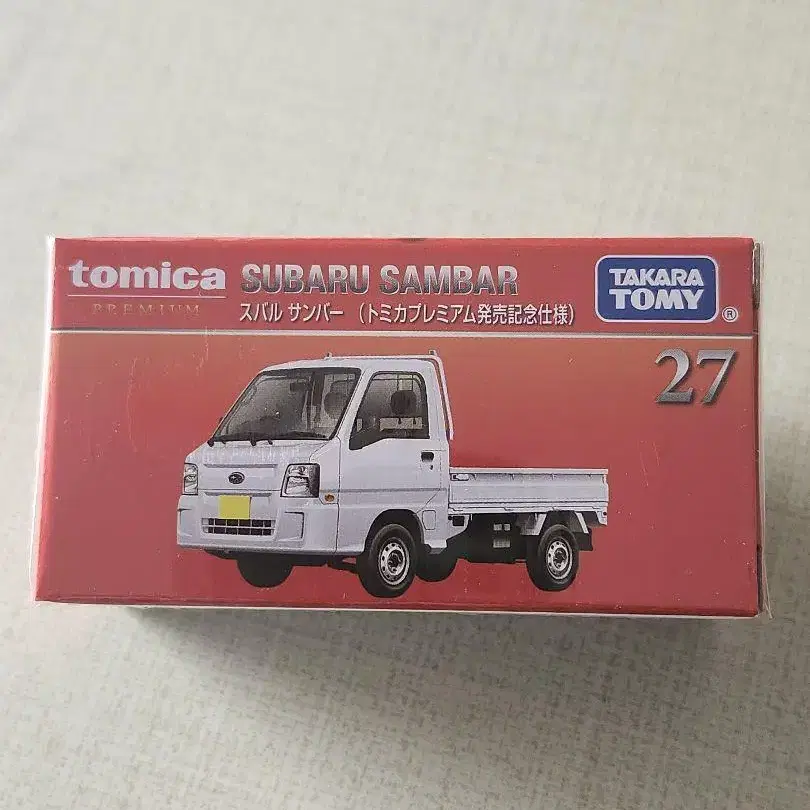 tomica
PREMIUM
SUBARU SAMBAR
スバル サンバー （トミカプレミアム発売記念仕様）
TAKARA
TOMY
®
27